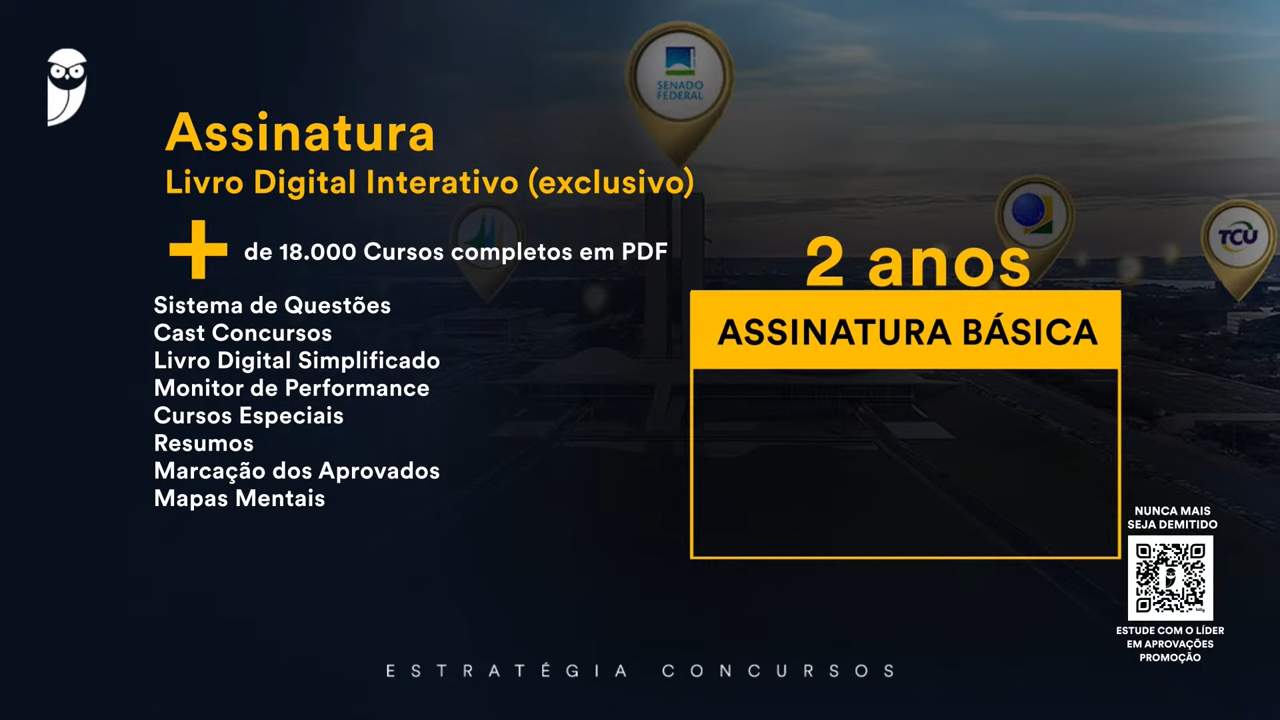 SENADO
FEDERAL
Assinatura
Livro Digital Interativo (exclusivo)
+ de 18.000 Cursos completos em PDF
Sistema de Questões
Cast Concursos
Livro Digital Simplificado
Monitor de Performance
Cursos Especiais
Resumos
Marcação dos Aprovados
Mapas Mentais
TCU
2 anos
ASSINATURA BÁSICA
NUNCA MAIS
SEJA DEMITIDO
ESTUDE COM O LÍDER
EM APROVAÇÕES
PROMOÇÃO
ESTRATÉGIA CONCURSOS